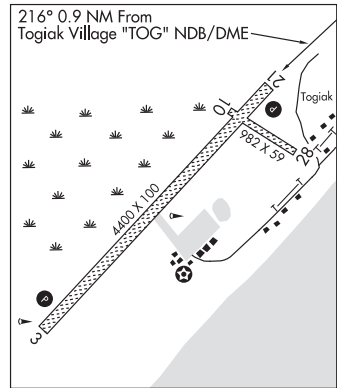 216° 0.9 NM From
Togiak Village "TOG" NDB/DME
21
P
Togiak
10
982 X 59
28
4400 X 100
P
3